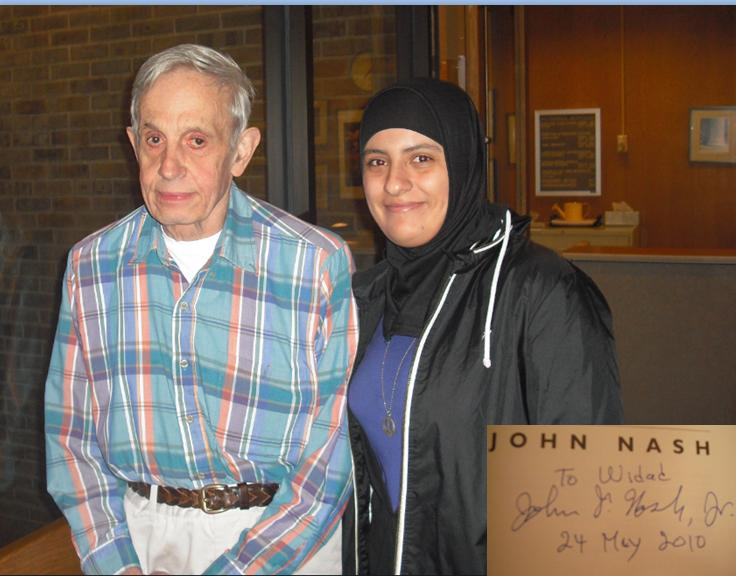 JOHN NASH
To Widad
John F. Nash, Jr.
24 May 2010